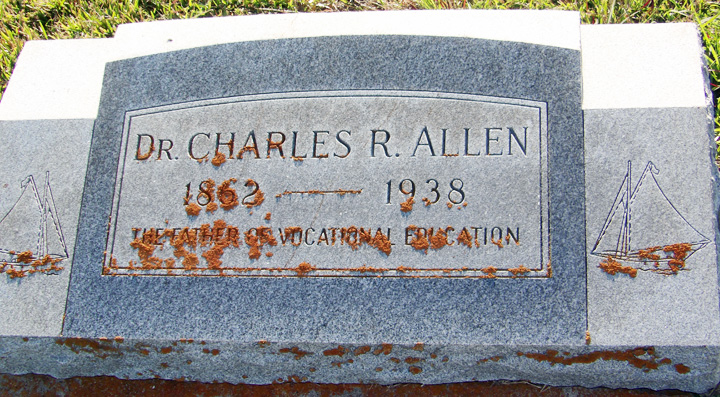 DR. CHARLES R. ALLEN
1862 — 1938
THE FATHER OF VOCATIONAL EDUCATION